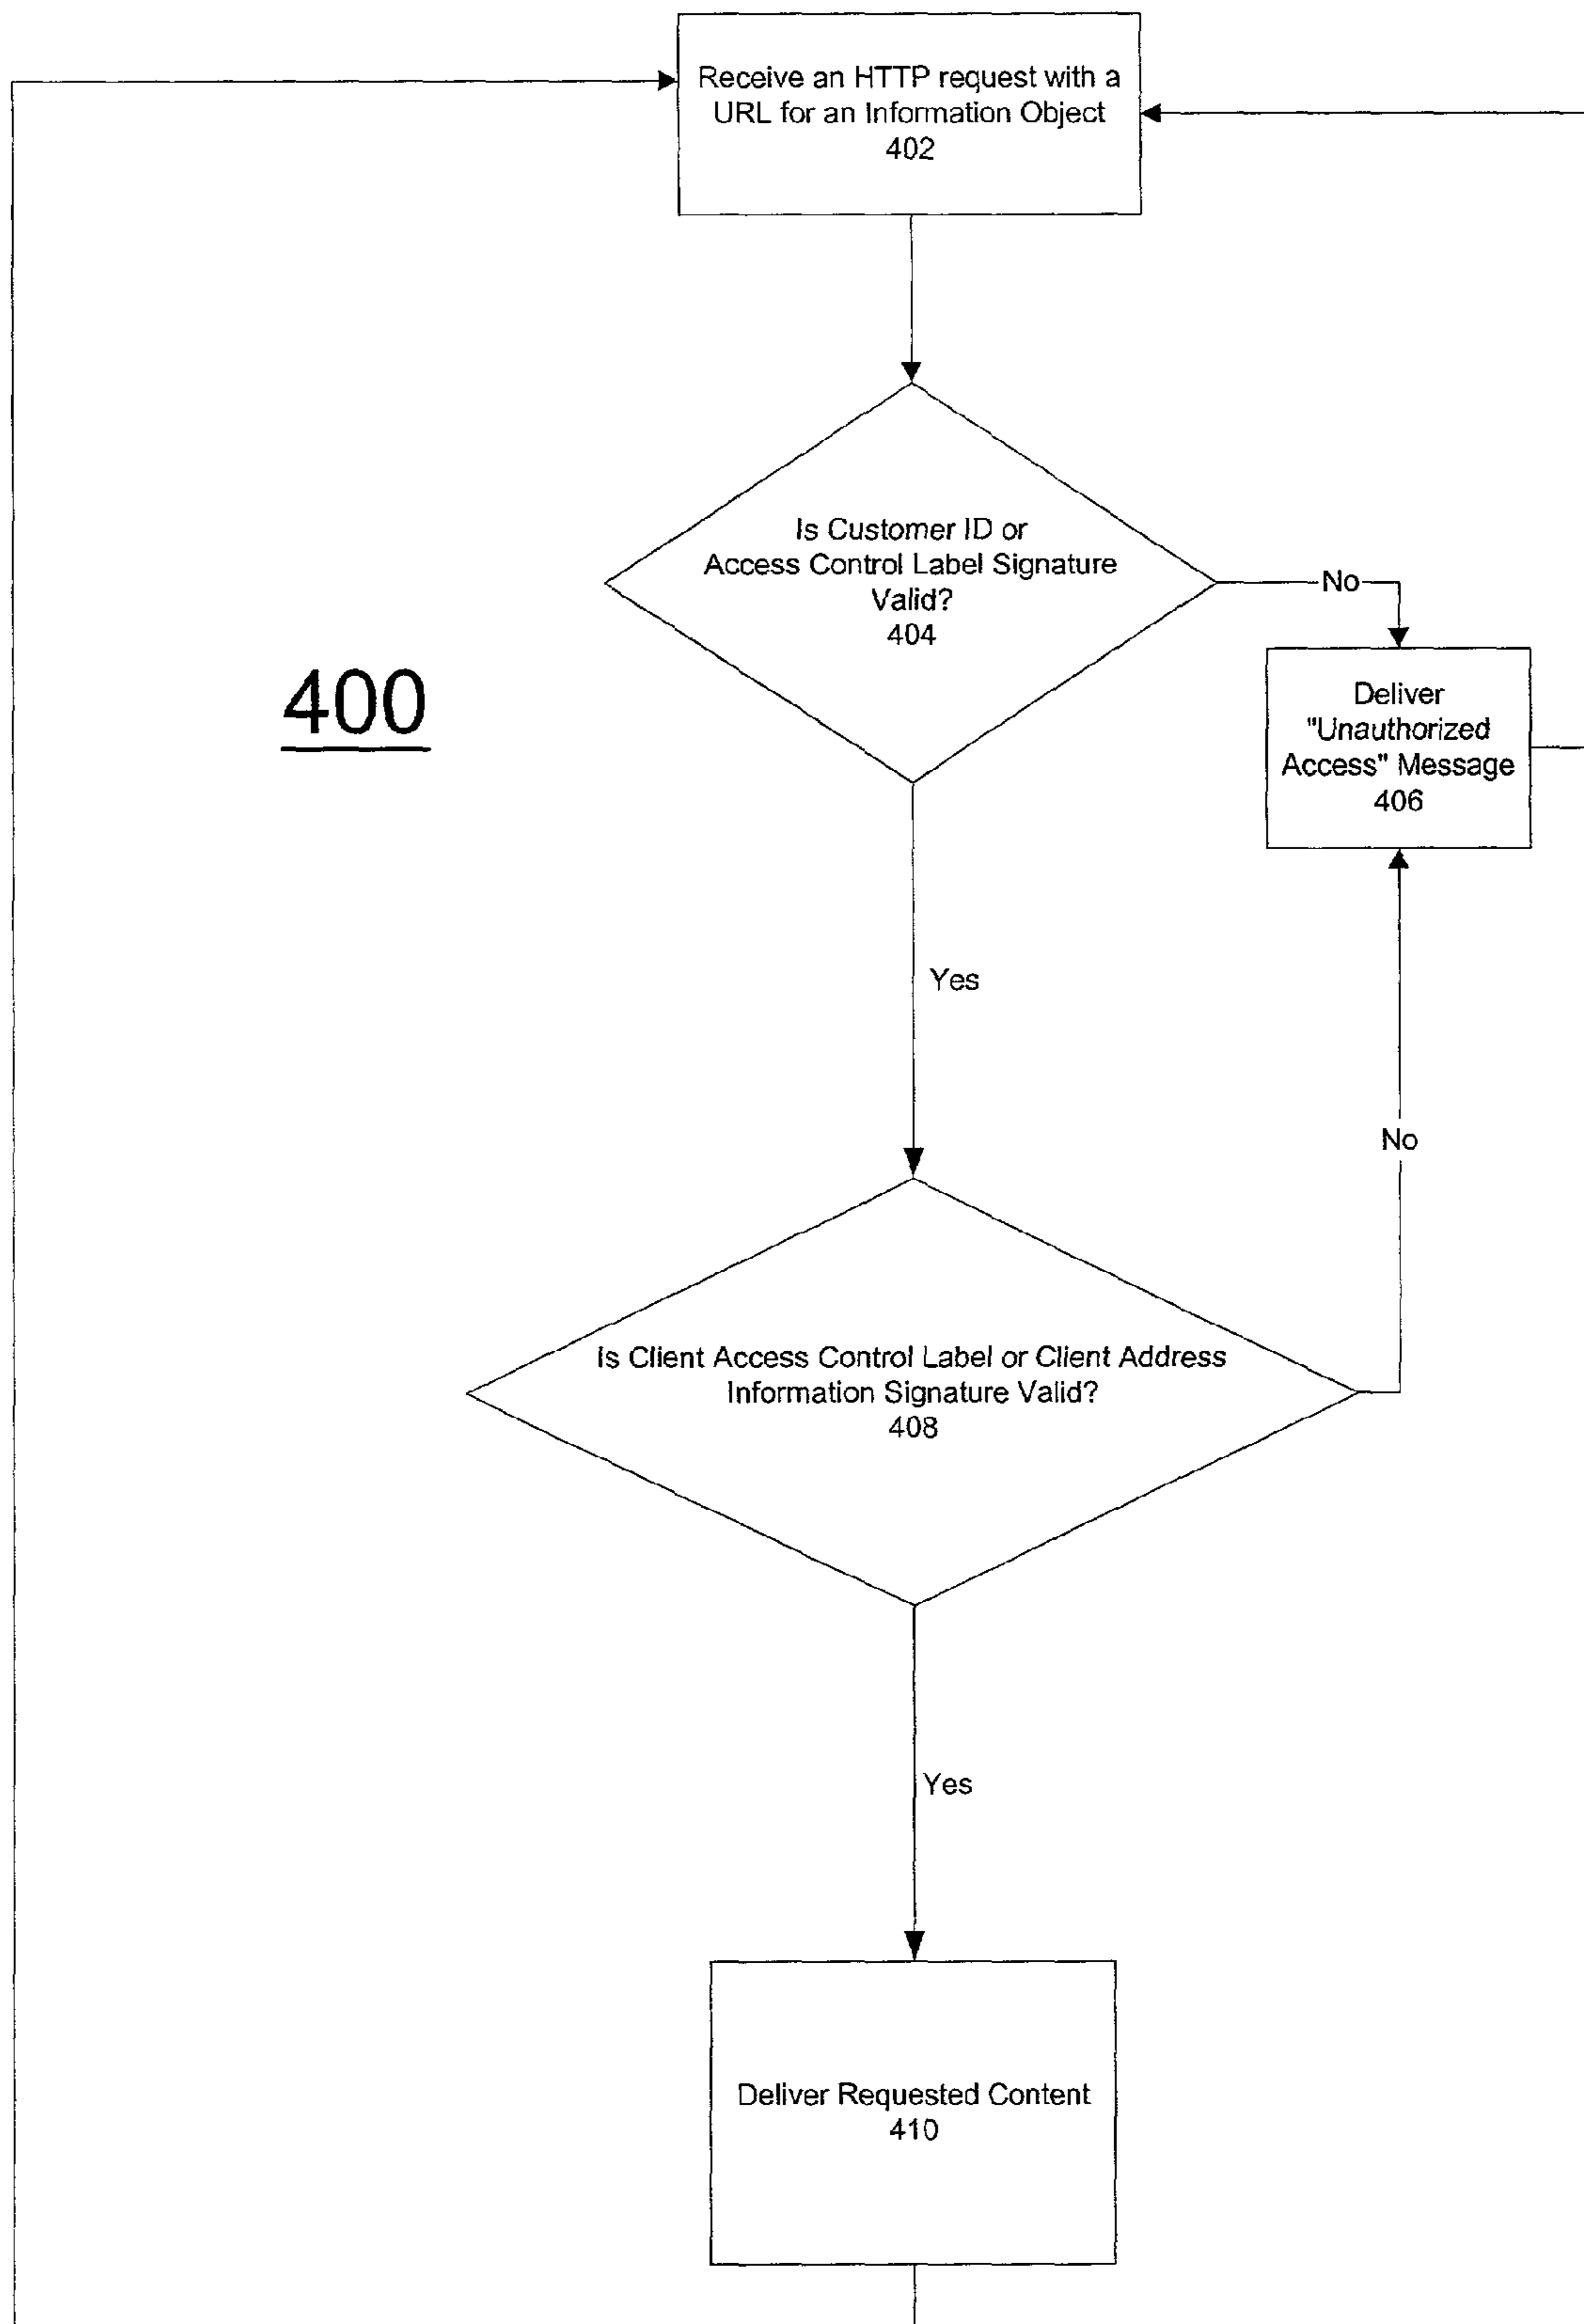 Receive an HTTP request with a
URL for an Information Object
402
Is Customer ID or
Access Control Label Signature
Valid?
404
No
400
Deliver
"Unauthorized
Access" Message
406
Yes
No
Is Client Access Control Label or Client Address
Information Signature Valid?
408
Yes
Deliver Requested Content
410